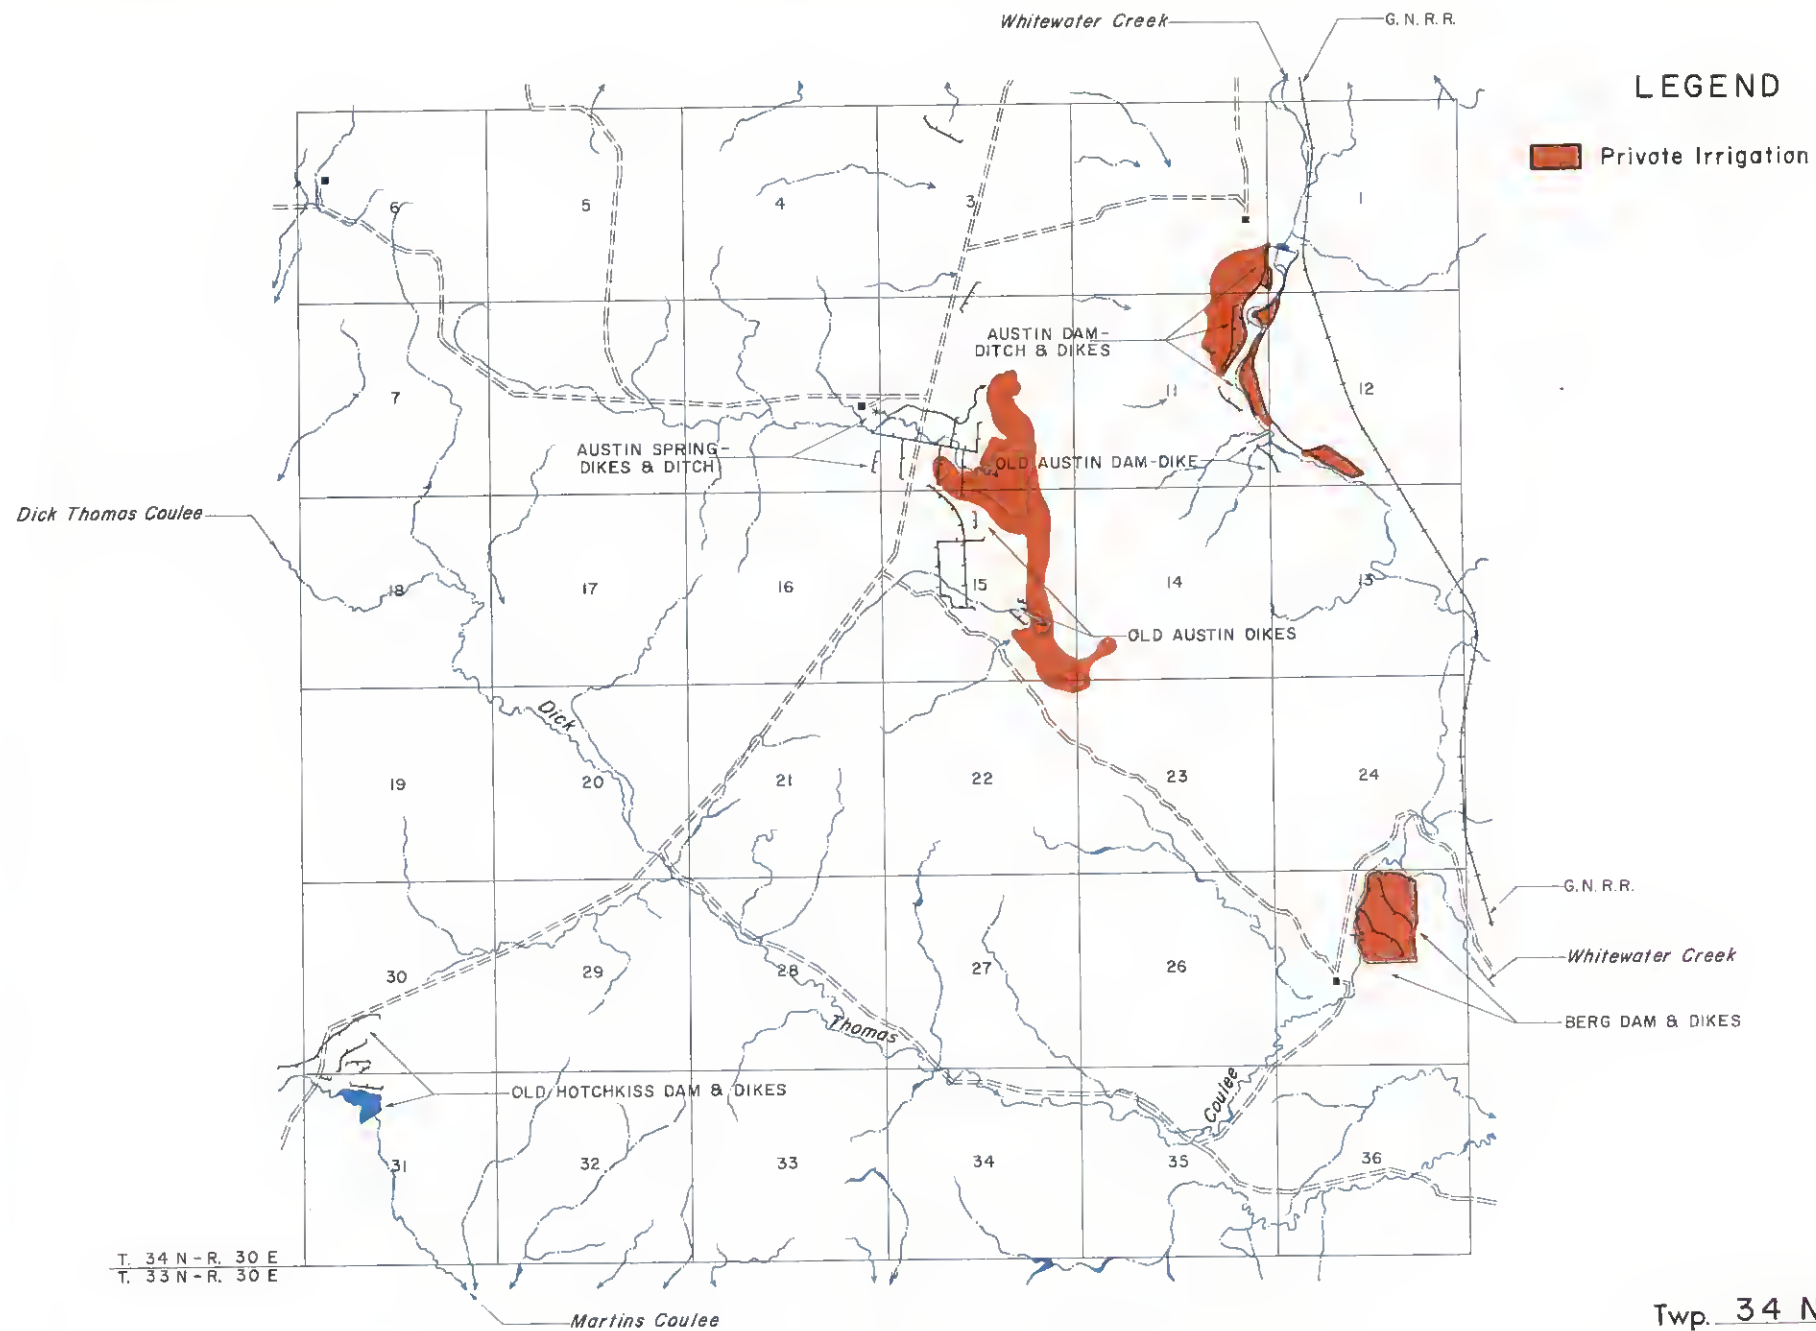 Whitewater Creek
G. N. R. R.
LEGEND
Private Irrigation
6
5
4
3
1
AUSTIN DAM-
DITCH & DIKES
7
11
12
AUSTIN SPRING-
DIKES & DITCH
OLD AUSTIN DAM-DIKE
Dick Thomas Coulee
18
17
16
15
14
13
OLD AUSTIN DIKES
Dick
19
20
21
22
23
24
G. N. R. R.
30
29
28
27
26
Whitewater Creek
Thomas
BERG DAM & DIKES
OLD HOTCHKISS DAM & DIKES
Coulee
31
32
33
34
35
36
T. 34 N - R. 30 E
T. 33 N - R. 30 E
Martins Coulee
Twp. 34 N